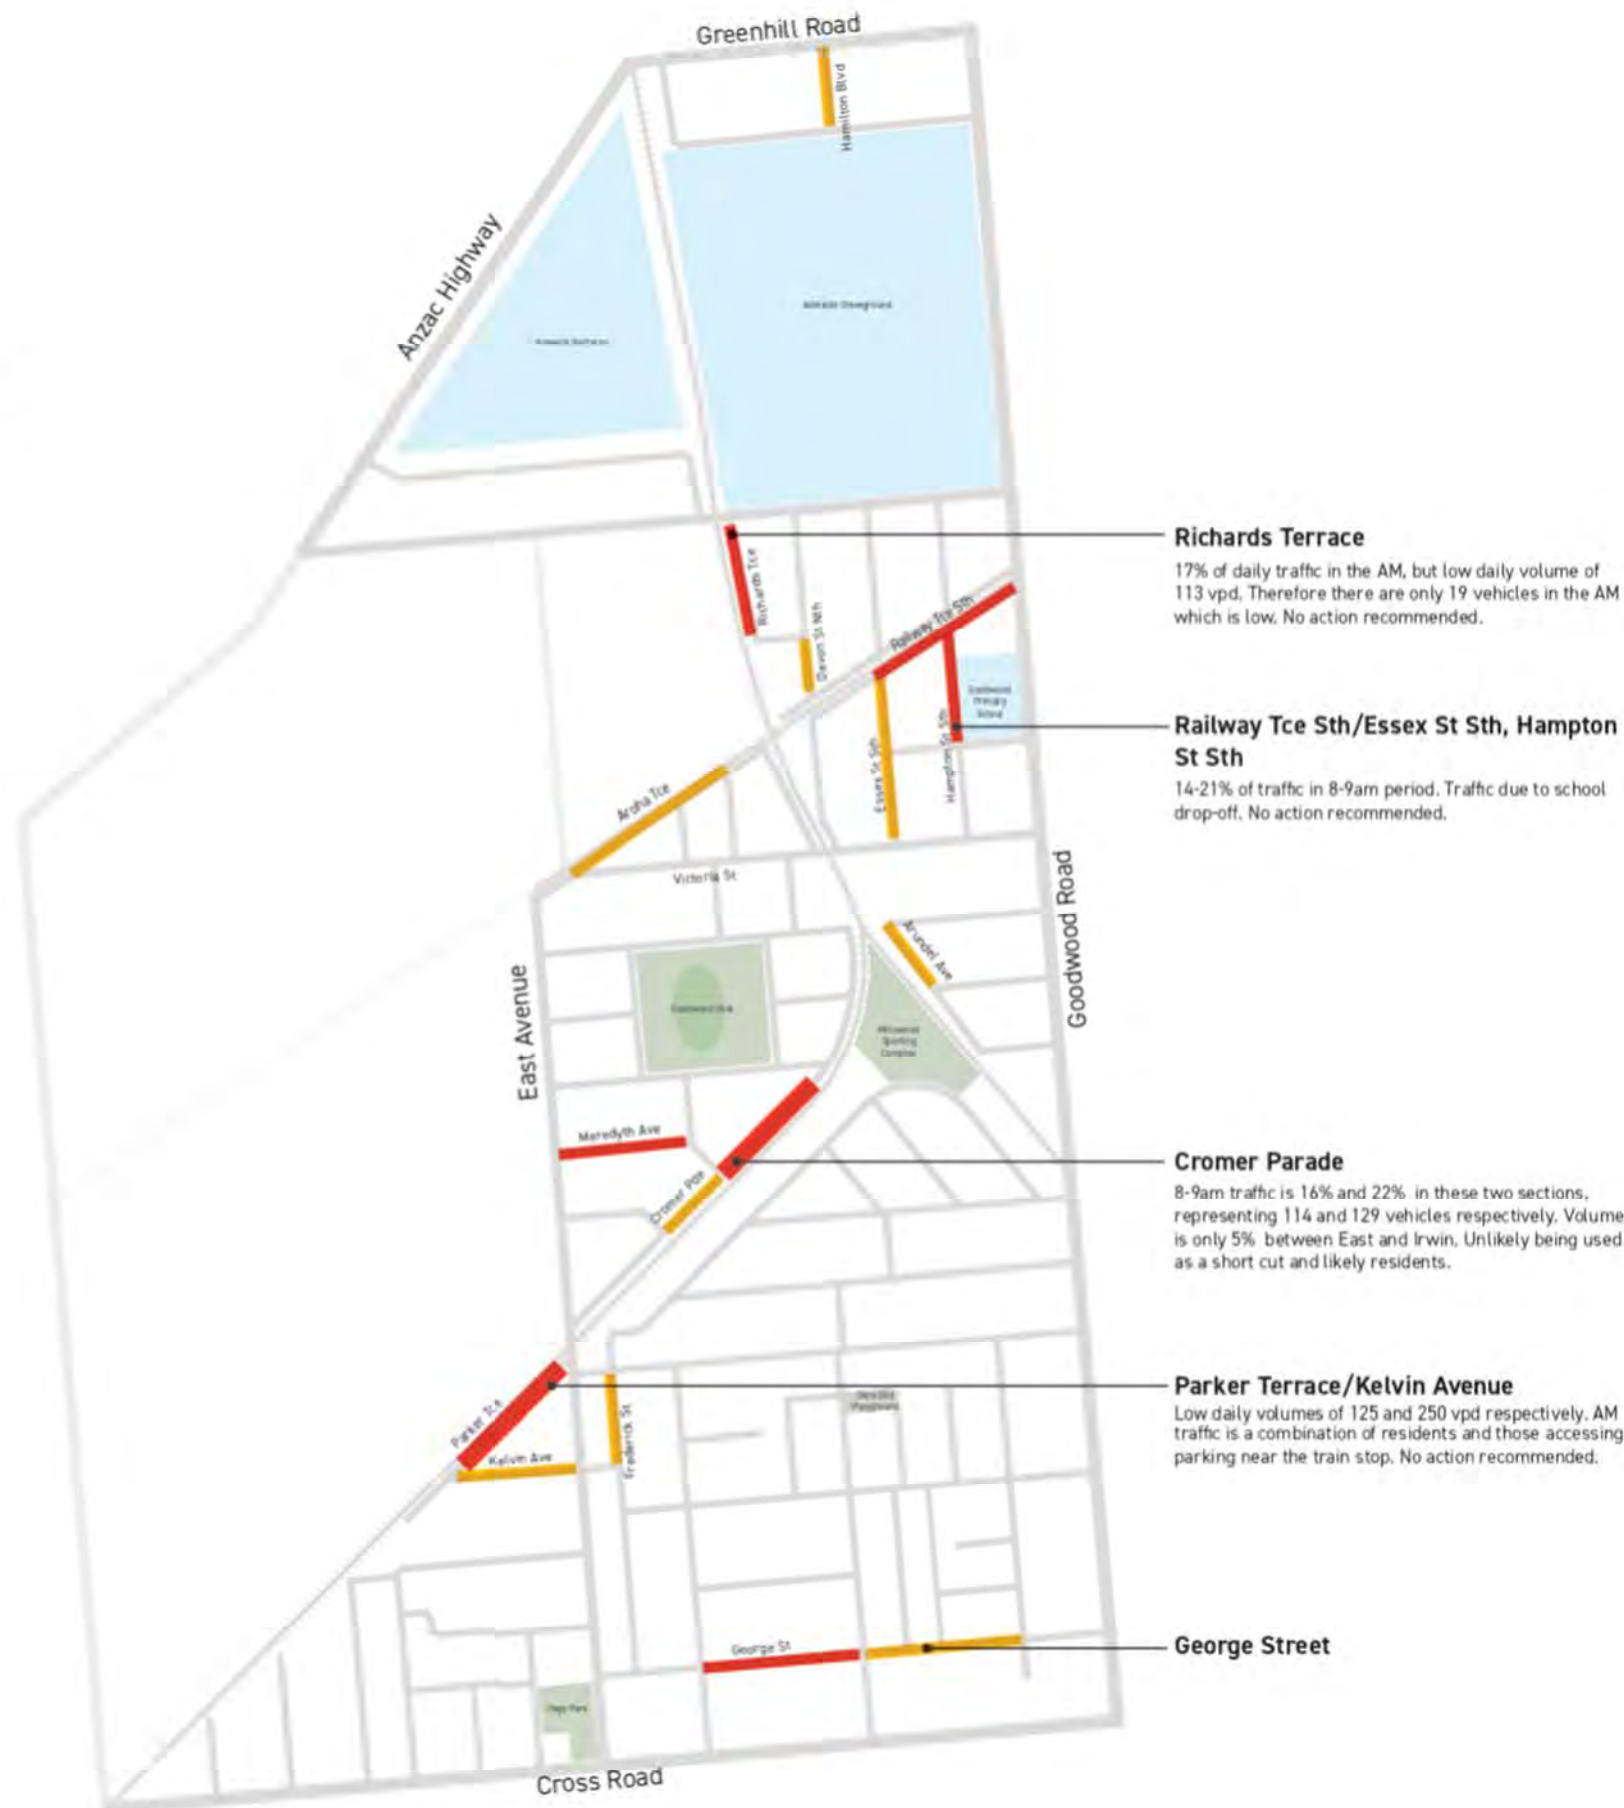 Greenhill Road
Hamilton Blvd
Anzac Highway
Richards Tce
Devon St Nth
Railway Tce Sth
Essex St Sth
Hampton St Sth
Aroha Tce
Victoria St
Arundel Ave
East Avenue
Goodwood Road
Meredyth Ave
Cromer Pde
Parker Tce
Kelvin Ave
Frederick St
George St
Page Park
Cross Road
Richards Terrace
17% of daily traffic in the AM, but low daily volume of
113 vpd. Therefore there are only 19 vehicles in the AM
which is low. No action recommended.
Railway Tce Sth/Essex St Sth, Hampton
St Sth
14-21% of traffic in 8-9am period. Traffic due to school
drop-off. No action recommended.
Cromer Parade
8-9am traffic is 16% and 22% in these two sections,
representing 114 and 129 vehicles respectively. Volume
is only 5% between East and Irwin. Unlikely being used
as a short cut and likely residents.
Parker Terrace/Kelvin Avenue
Low daily volumes of 125 and 250 vpd respectively. AM
traffic is a combination of residents and those accessing
parking near the train stop. No action recommended.
George Street